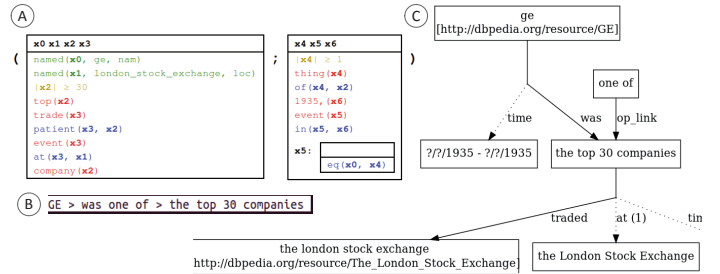 A
x0 x1 x2 x3
( named(x0, ge, nam)
named(x1, london_stock_exchange, loc)
|x2| ≥ 30
top(x2)
trade(x3)
patient(x3, x2)
event(x3)
at(x3, x1)
company(x2)
;
x4 x5 x6
|x4| ≥ 1
thing(x4)
of(x4, x2)
1935,(x6)
event(x5)
in(x5, x6)
x5:
eq(x0, x4)
)
B
GE > was one of > the top 30 companies
C
ge
[http://dbpedia.org/resource/GE]
one of
time
was
op_link
?/?/1935 - ?/?/1935
the top 30 companies
traded
at (1)
the london stock exchange
http://dbpedia.org/resource/The_London_Stock_Exchange]
the London Stock Exchange